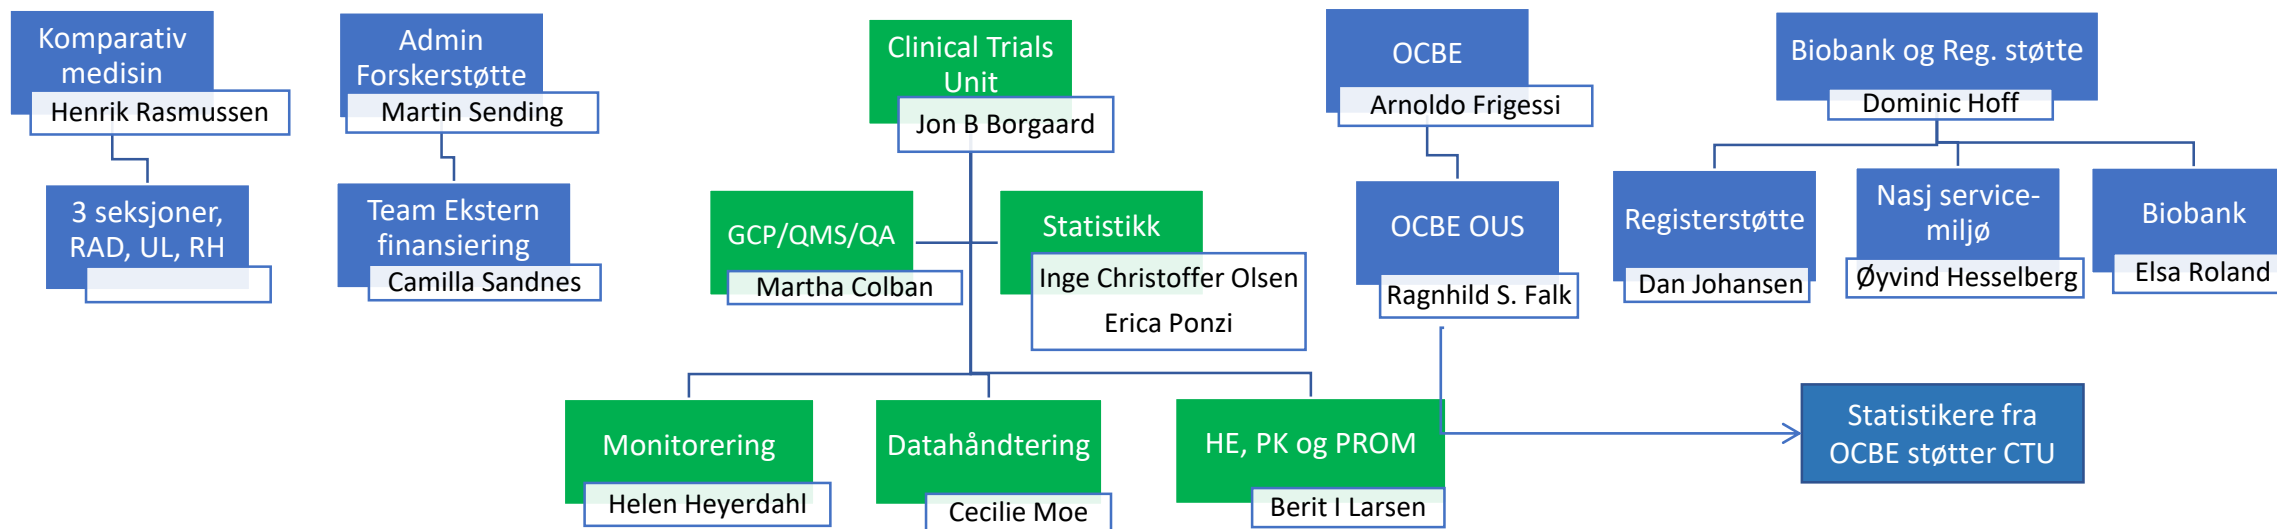 Komparativ
medisin
Henrik Rasmussen
3 seksjoner,
RAD, UL, RH
Admin
Forskerstøtte
Martin Sending
Team Ekstern
finansiering
Camilla Sandnes
Clinical Trials
Unit
Jon B Borgaard
GCP/QMS/QA
Martha Colban
Statistikk
Inge Christoffer Olsen
Erica Ponzi
Monitorering
Helen Heyerdahl
Datahåndtering
Cecilie Moe
HE, PK og PROM
Berit I Larsen
OCBE
Arnoldo Frigessi
OCBE OUS
Ragnhild S. Falk
Statistikere fra
OCBE støtter CTU
Biobank og Reg. støtte
Dominic Hoff
Registerstøtte
Dan Johansen
Nasj service-
miljø
Øyvind Hesselberg
Biobank
Elsa Roland